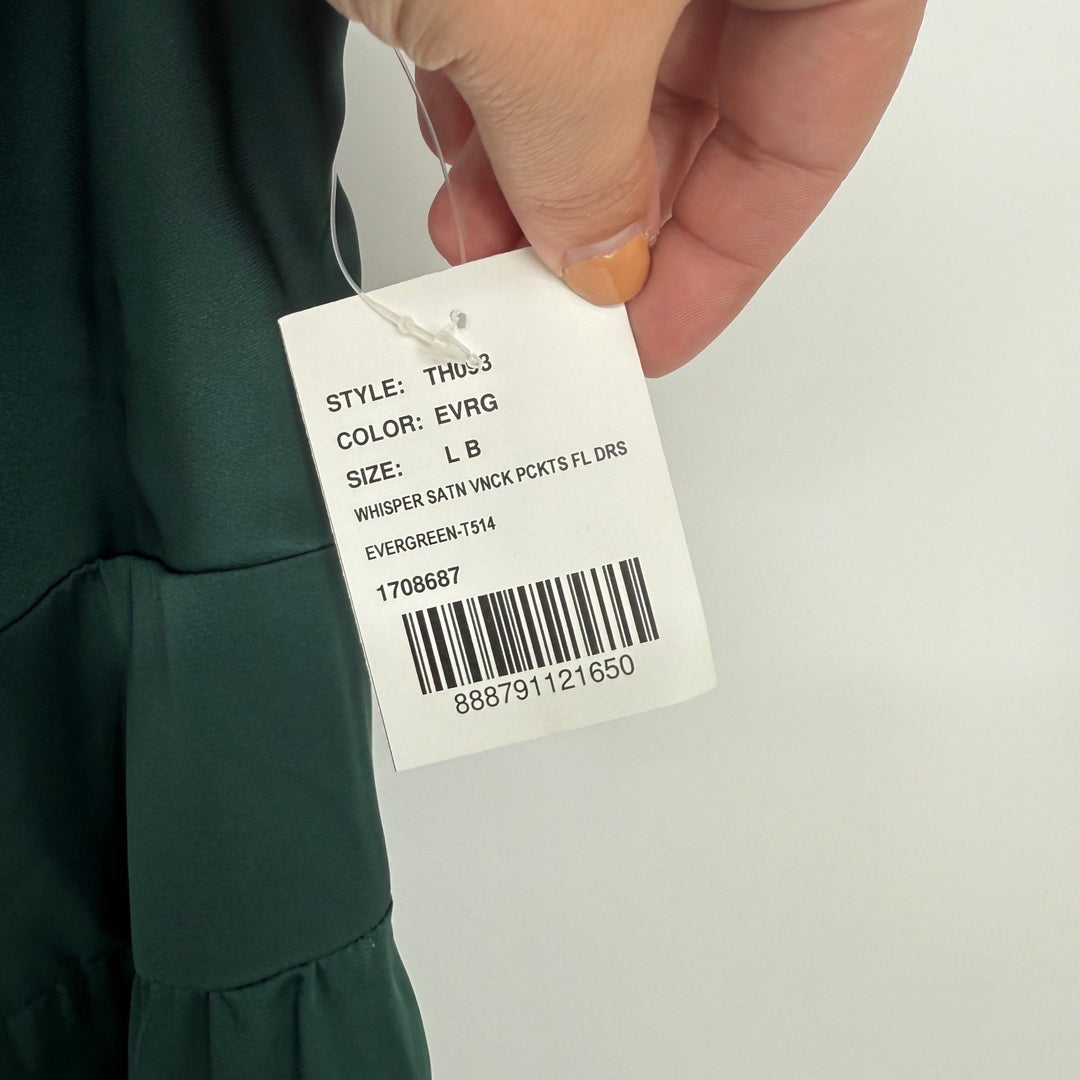 STYLE: TH093
COLOR: EVRG
SIZE: L B
WHISPER SATN VNCK PCKTS FL DRS
EVERGREEN-T514
1708687
888791121650